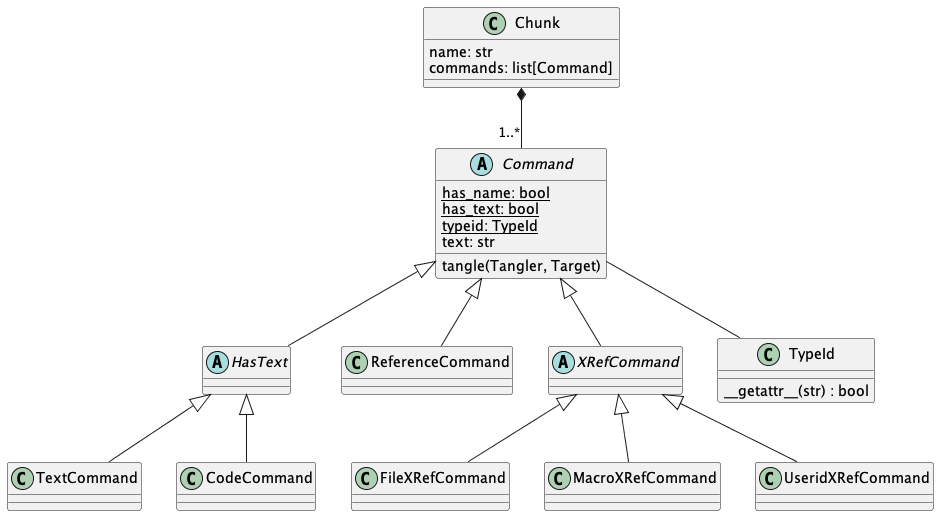 C Chunk
name: str
commands: list[Command]
1..*
A Command
has_name: bool
has_text: bool
typeid: TypeId
text: str
tangle(Tangler, Target)
A HasText
C ReferenceCommand
A XRefCommand
C TypeId
__getattr__(str) : bool
C TextCommand
C CodeCommand
C FileXRefCommand
C MacroXRefCommand
C UseridXRefCommand